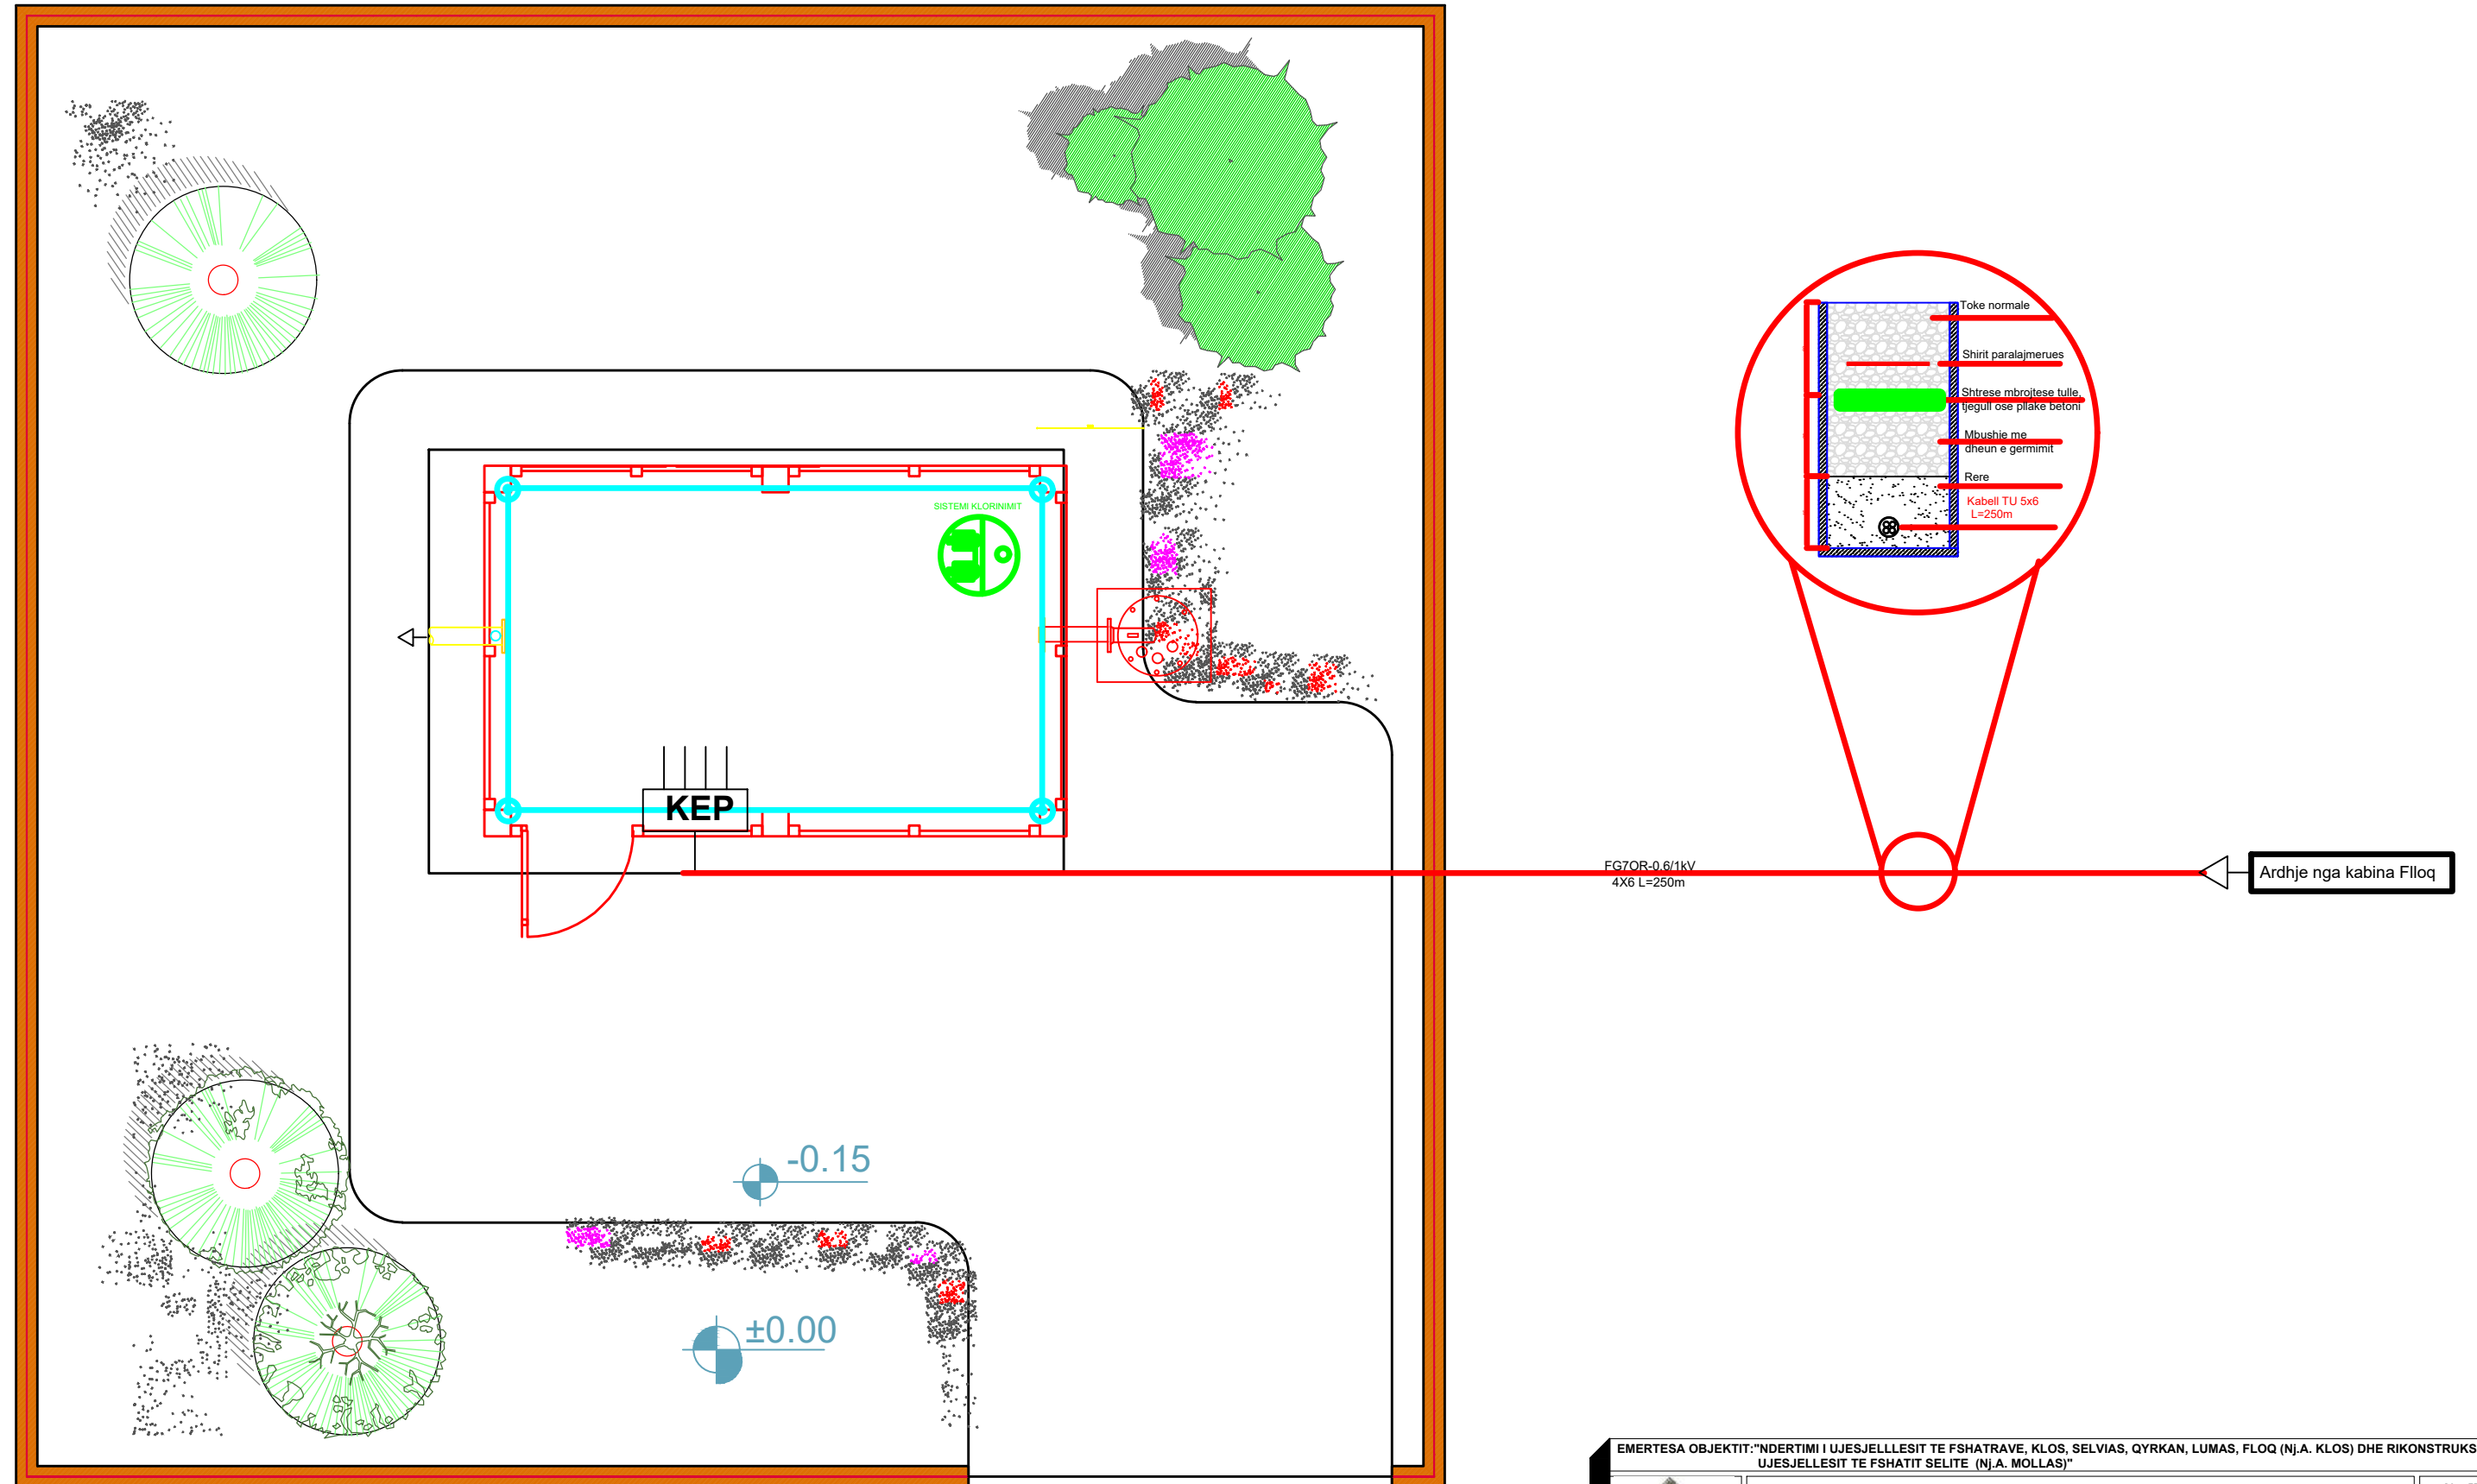 Toke normale
Shirit paralajmerues
Shtrese mbrojtese tulle,
tjegull ose pllake betoni
Mbushje me
dheun e germimit
Rere
Kabell TU 5x6
L=250m
SISTEMI KLORINIMIT
KEP
FG7OR-0.6/1kV
4X6 L=250m
Ardhje nga kabina Flloq
-0.15
±0.00
EMERTESA OBJEKTIT:"NDERTIMI I UJESJELLLESIT TE FSHATRAVE, KLOS, SELVIAS, QYRKAN, LUMAS, FLOQ (Nj.A. KLOS) DHE RIKONSTRUKS
UJESJELLESIT TE FSHATIT SELITE (Nj.A. MOLLAS)"